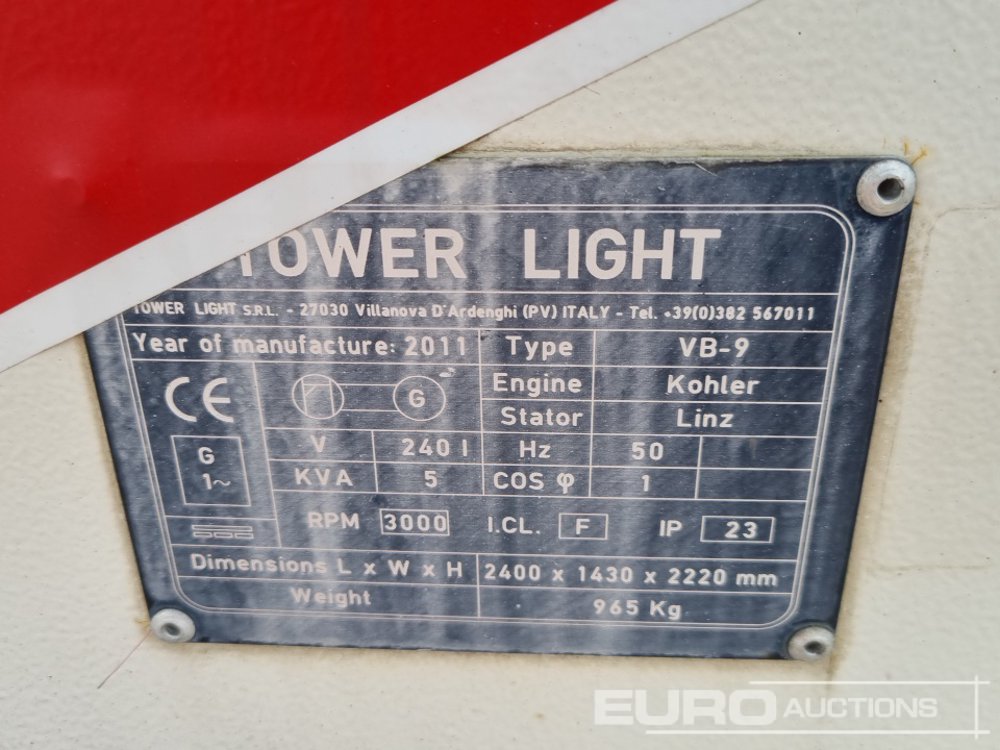 TOWER LIGHT
TOWER LIGHT S.R.L. - 27030 Villanova D'Ardenghi (PV) ITALY - Tel. +39(0)382 567011
Year of manufacture: 2011 Type VB-9
CE G Engine Kohler
Stator Linz
G 1~
V 240 I Hz 50
KVA 5 COS φ 1
RPM 3000 I.CL. F IP 23
Dimensions L x W x H 2400 x 1430 x 2220 mm
Weight 965 Kg
EURO AUCTIONS